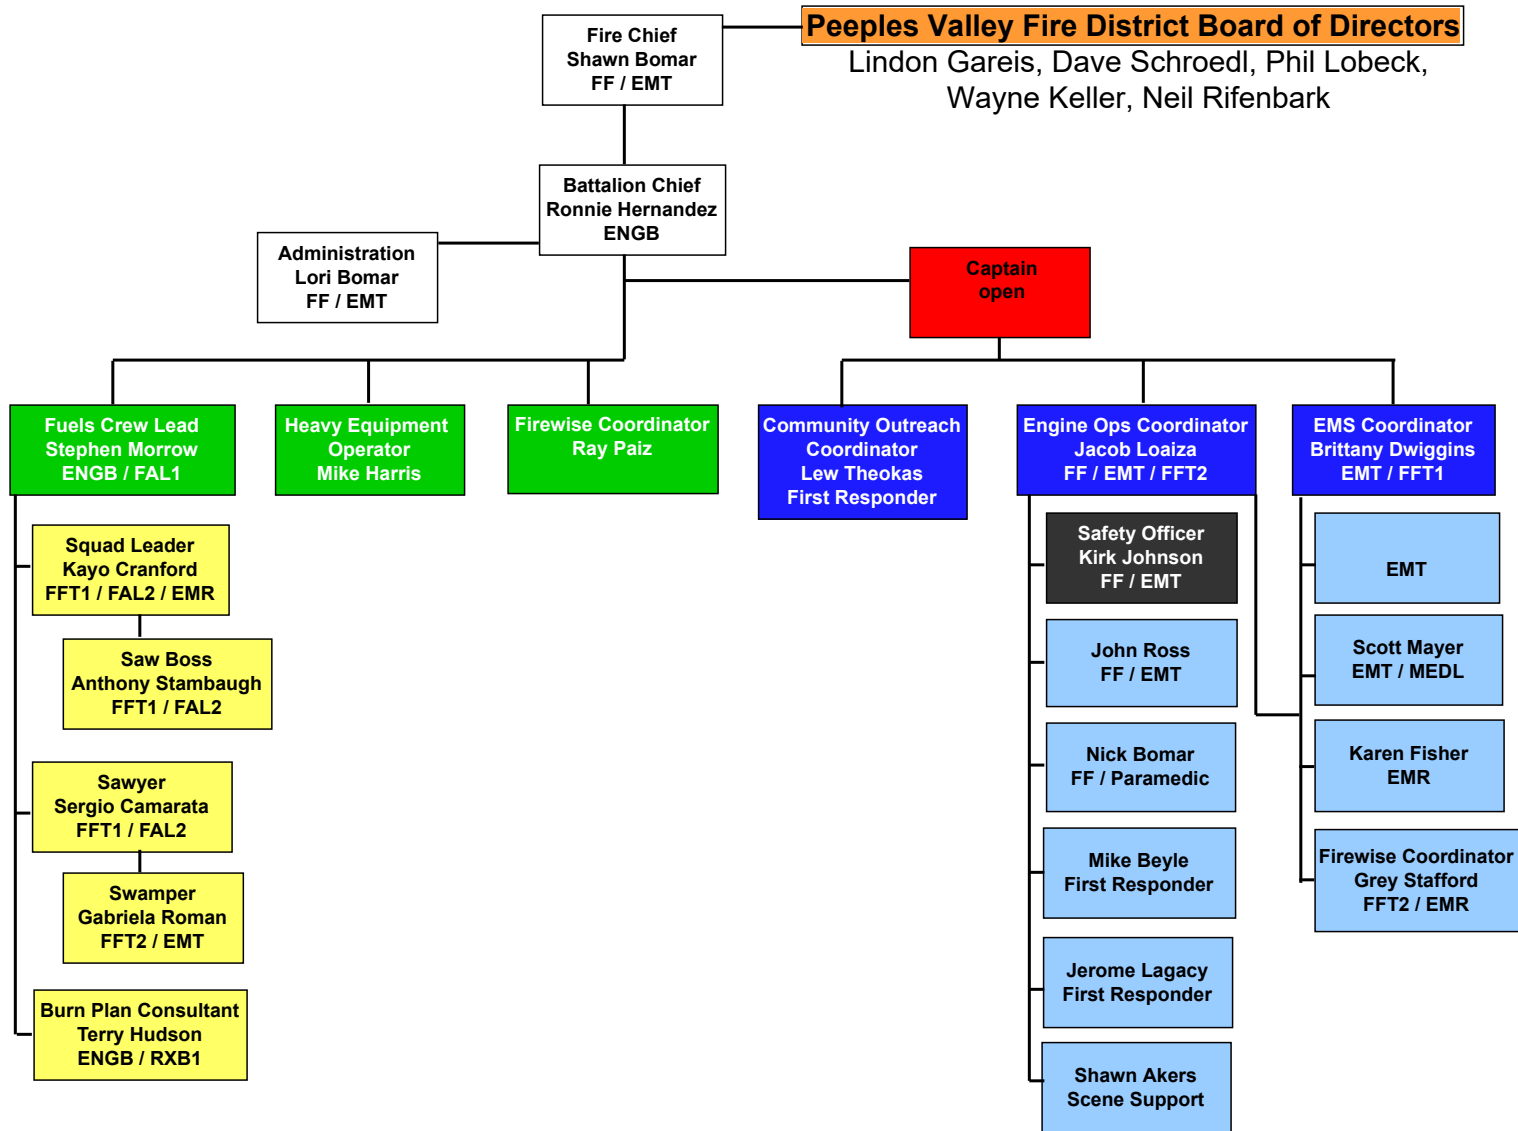 Peeples Valley Fire District Board of Directors
Lindon Gareis, Dave Schroedl, Phil Lobeck,
Wayne Keller, Neil Rifenbark
Fire Chief
Shawn Bomar
FF / EMT
Battalion Chief
Ronnie Hernandez
ENGB
Administration
Lori Bomar
FF / EMT
Captain
open
Fuels Crew Lead
Stephen Morrow
ENGB / FAL1
Heavy Equipment
Operator
Mike Harris
Firewise Coordinator
Ray Paiz
Community Outreach
Coordinator
Lew Theokas
First Responder
Engine Ops Coordinator
Jacob Loaiza
FF / EMT / FFT2
EMS Coordinator
Brittany Dwiggins
EMT / FFT1
Squad Leader
Kayo Cranford
FFT1 / FAL2 / EMR
Saw Boss
Anthony Stambaugh
FFT1 / FAL2
Sawyer
Sergio Camarata
FFT1 / FAL2
Swamper
Gabriela Roman
FFT2 / EMT
Burn Plan Consultant
Terry Hudson
ENGB / RXB1
Safety Officer
Kirk Johnson
FF / EMT
John Ross
FF / EMT
Nick Bomar
FF / Paramedic
Mike Beyle
First Responder
Jerome Lagacy
First Responder
Shawn Akers
Scene Support
EMT
Scott Mayer
EMT / MEDL
Karen Fisher
EMR
Firewise Coordinator
Grey Stafford
FFT2 / EMR